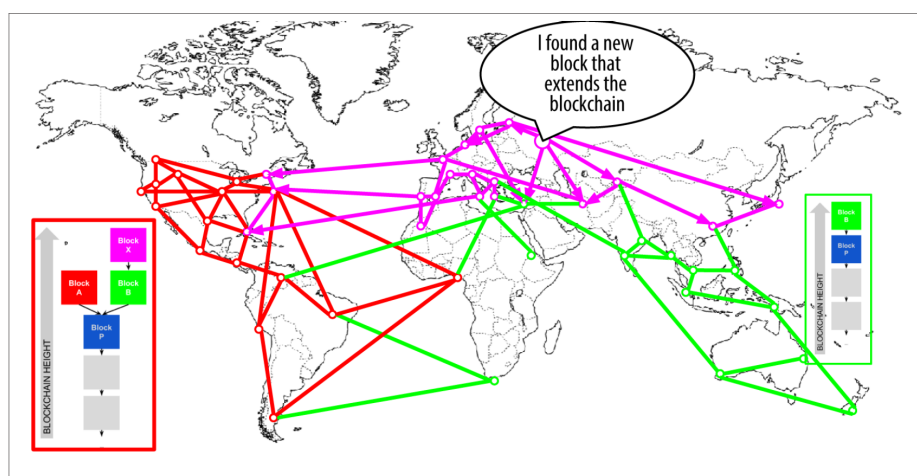 I found a new
block that
extends the
blockchain
BLOCKCHAIN HEIGHT
Block
X
Block
A
Block
B
Block
P
BLOCKCHAIN HEIGHT
Block
B
Block
P